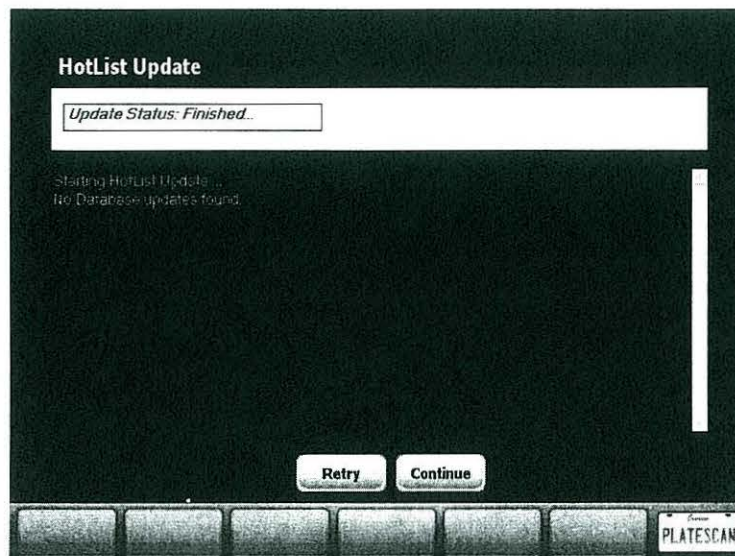 HotList Update
Update Status: Finished...
Starting HotList Update ...
No Database updates found.
Retry
Continue
PLATESCAN